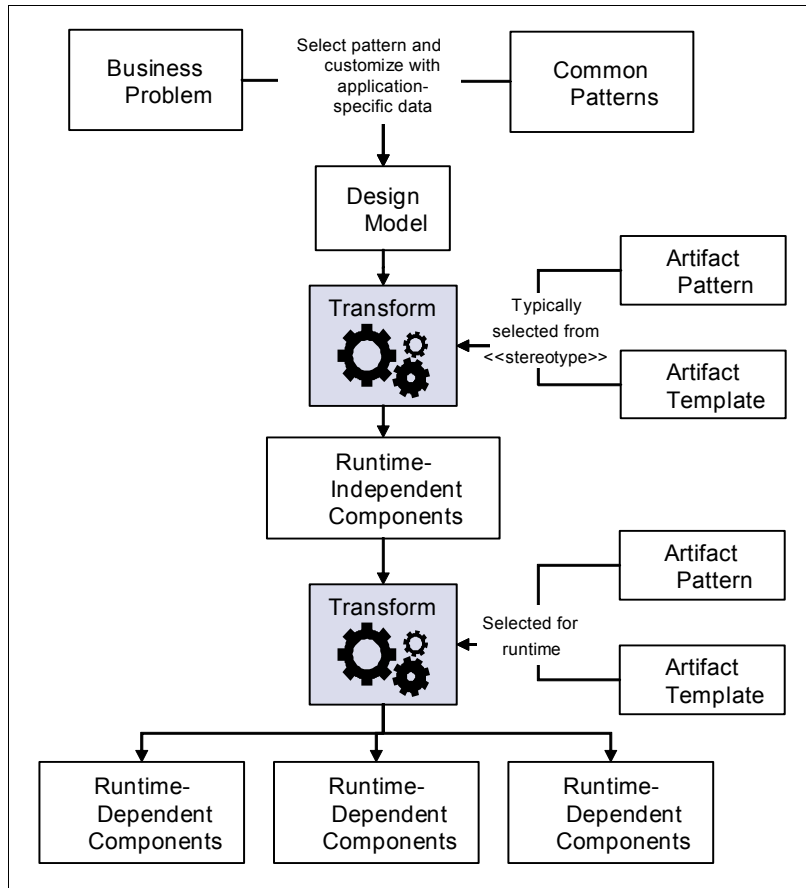 Business
Problem
Select pattern and
customize with
application-
specific data
Common
Patterns
Design
Model
Transform
Typically
selected from
<<stereotype>>
Artifact
Pattern
Artifact
Template
Runtime-
Independent
Components
Transform
Selected for
runtime
Artifact
Pattern
Artifact
Template
Runtime-
Dependent
Components
Runtime-
Dependent
Components
Runtime-
Dependent
Components